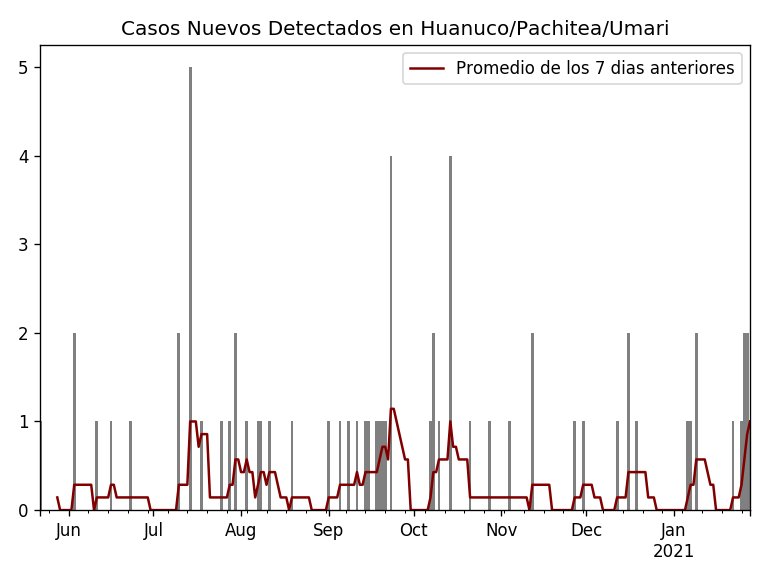 Casos Nuevos Detectados en Huanuco/Pachitea/Umari
Promedio de los 7 dias anteriores
5
4
3
2
1
0
Jun Jul Aug Sep Oct Nov Dec Jan
2021